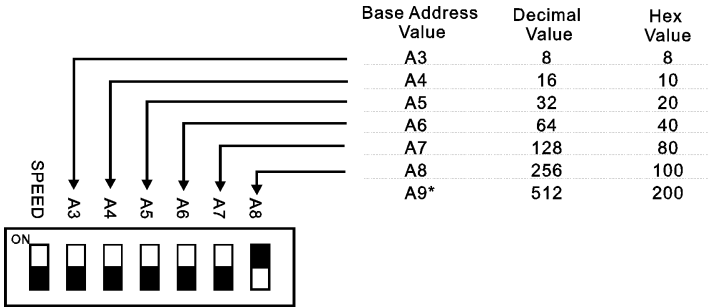 Base Address Value Decimal Value Hex Value
A3 8 8
A4 16 10
A5 32 20
A6 64 40
A7 128 80
A8 256 100
A9* 512 200
SPEED A3 A4 A5 A6 A7 A8
ON